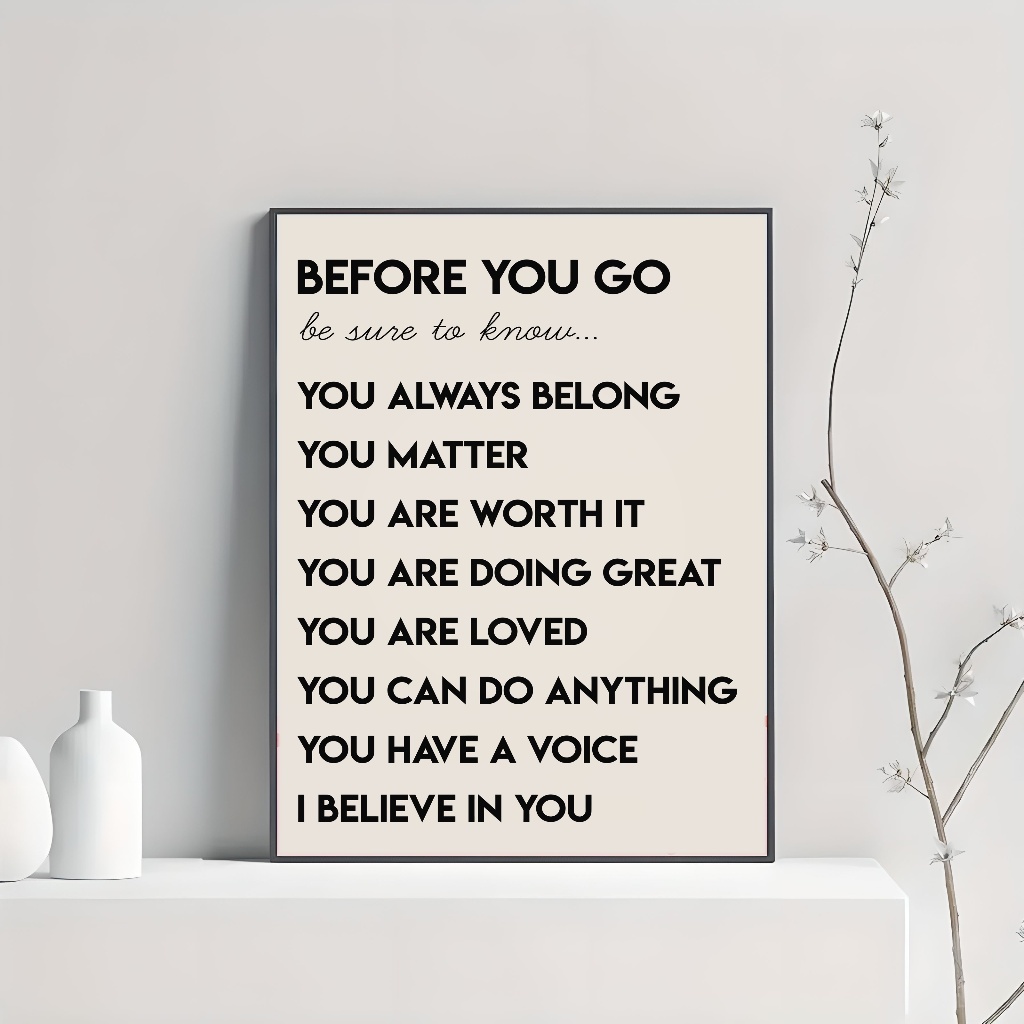 BEFORE YOU GO
be sure to know...
YOU ALWAYS BELONG
YOU MATTER
YOU ARE WORTH IT
YOU ARE DOING GREAT
YOU ARE LOVED
YOU CAN DO ANYTHING
YOU HAVE A VOICE
I BELIEVE IN YOU